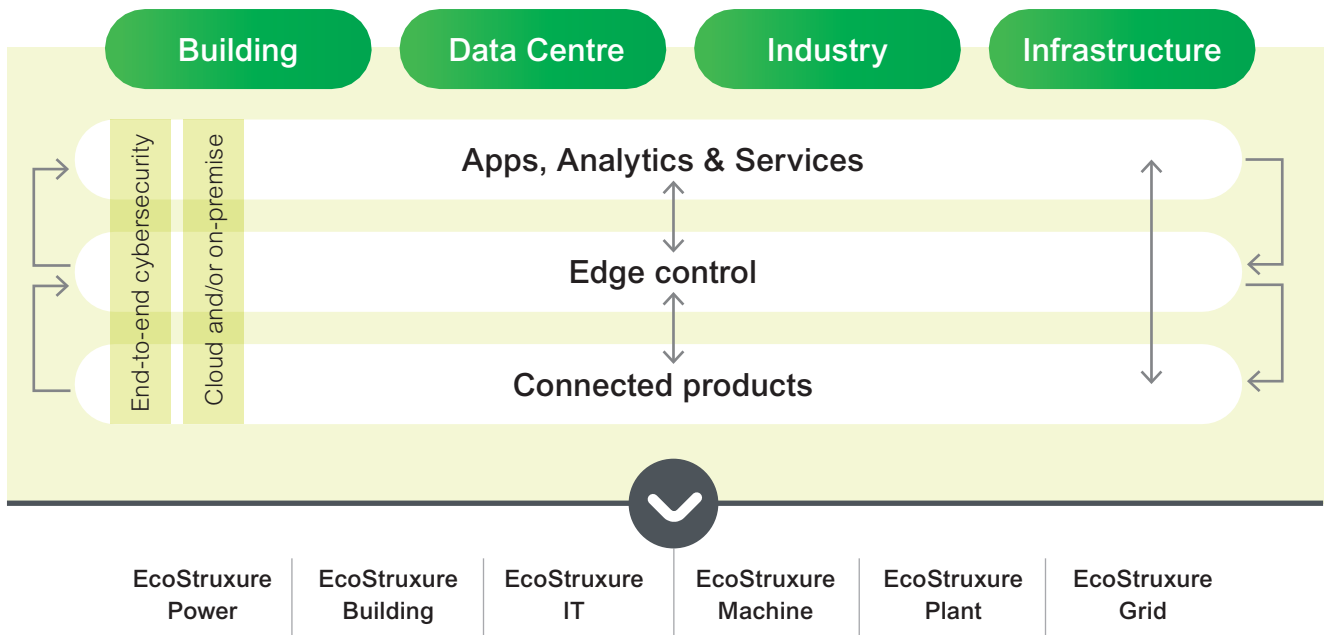 Building
Data Centre
Industry
Infrastructure
End-to-end cybersecurity
Cloud and/or on-premise
Apps, Analytics & Services
Edge control
Connected products
EcoStruxure
Power
EcoStruxure
Building
EcoStruxure
IT
EcoStruxure
Machine
EcoStruxure
Plant
EcoStruxure
Grid